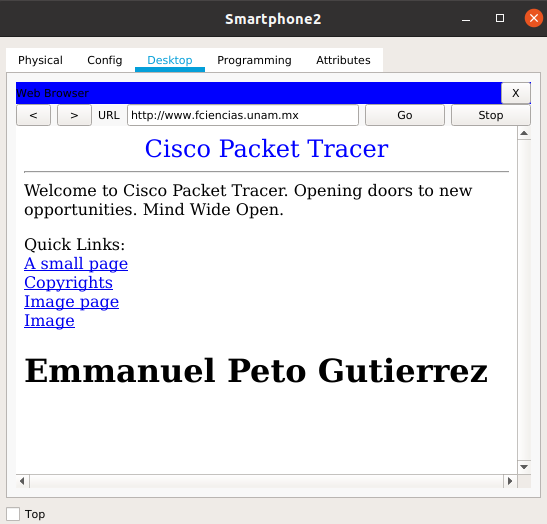 Smartphone2
Physical Config Desktop Programming Attributes
Web Browser X
< > URL http://www.fciencias.unam.mx Go Stop
Cisco Packet Tracer
Welcome to Cisco Packet Tracer. Opening doors to new
opportunities. Mind Wide Open.
Quick Links:
A small page
Copyrights
Image page
Image
Emmanuel Peto Gutierrez
Top